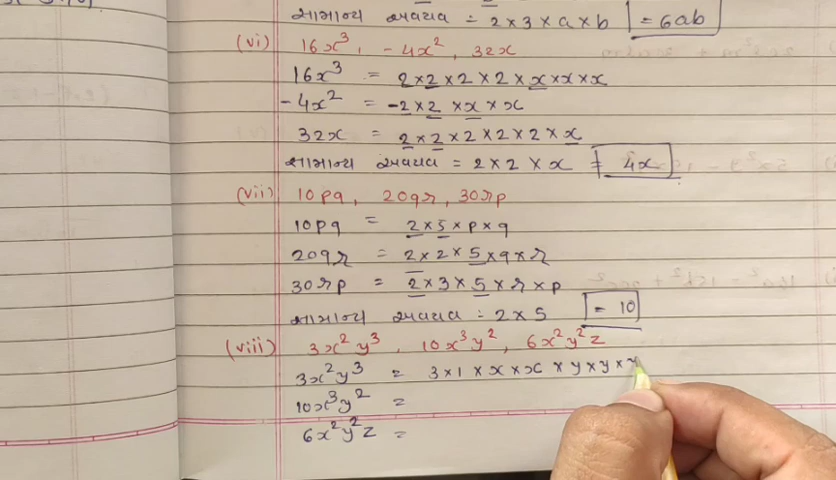 સામાન્ય અવયવ = 2 × 3 × a × b = 6ab
(vi) 16x³, -4x², 32x
16x³ = 2 × 2 × 2 × 2 × x × x × x
-4x² = -2 × 2 × x × x
32x = 2 × 2 × 2 × 2 × 2 × x
સામાન્ય અવયવ = 2 × 2 × x = 4x
(vii) 10pq, 20qr, 30rp
10pq = 2 × 5 × p × q
20qr = 2 × 2 × 5 × q × r
30rp = 2 × 3 × 5 × r × p
સામાન્ય અવયવ = 2 × 5 = 10
(viii) 3x²y³, 10x³y², 6x²y²z
3x²y³ = 3 × 1 × x × x × y × y ×
10x³y² =
6x²y²z =